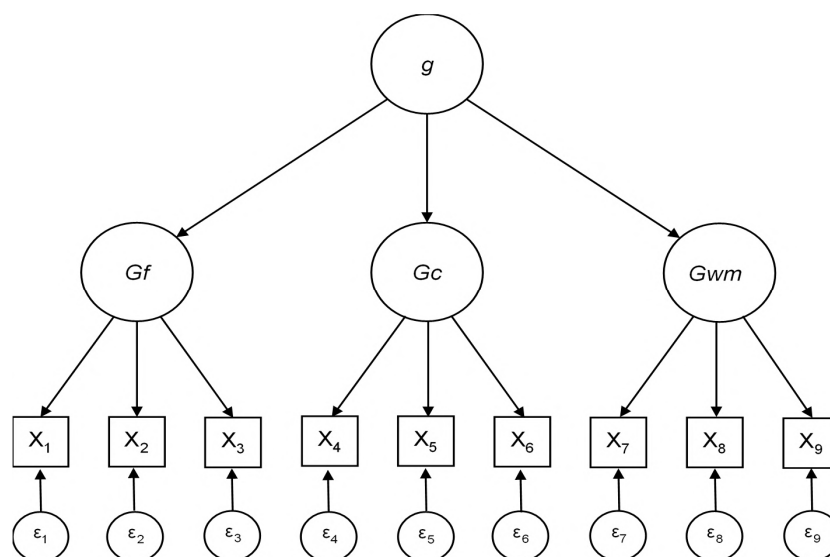 g
Gf Gc Gwm
X₁ X₂ X₃ X₄ X₅ X₆ X₇ X₈ X₉
ε₁ ε₂ ε₃ ε₄ ε₅ ε₆ ε₇ ε₈ ε₉